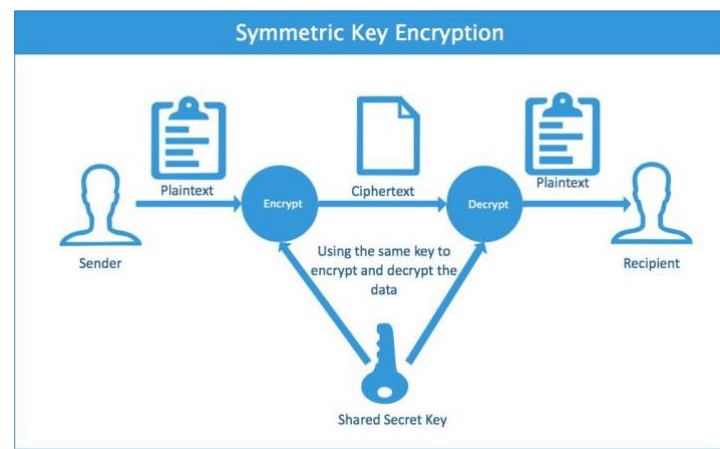 Symmetric Key Encryption
Plaintext
Ciphertext
Plaintext
Encrypt
Decrypt
Sender
Using the same key to
encrypt and decrypt the
data
Recipient
Shared Secret Key